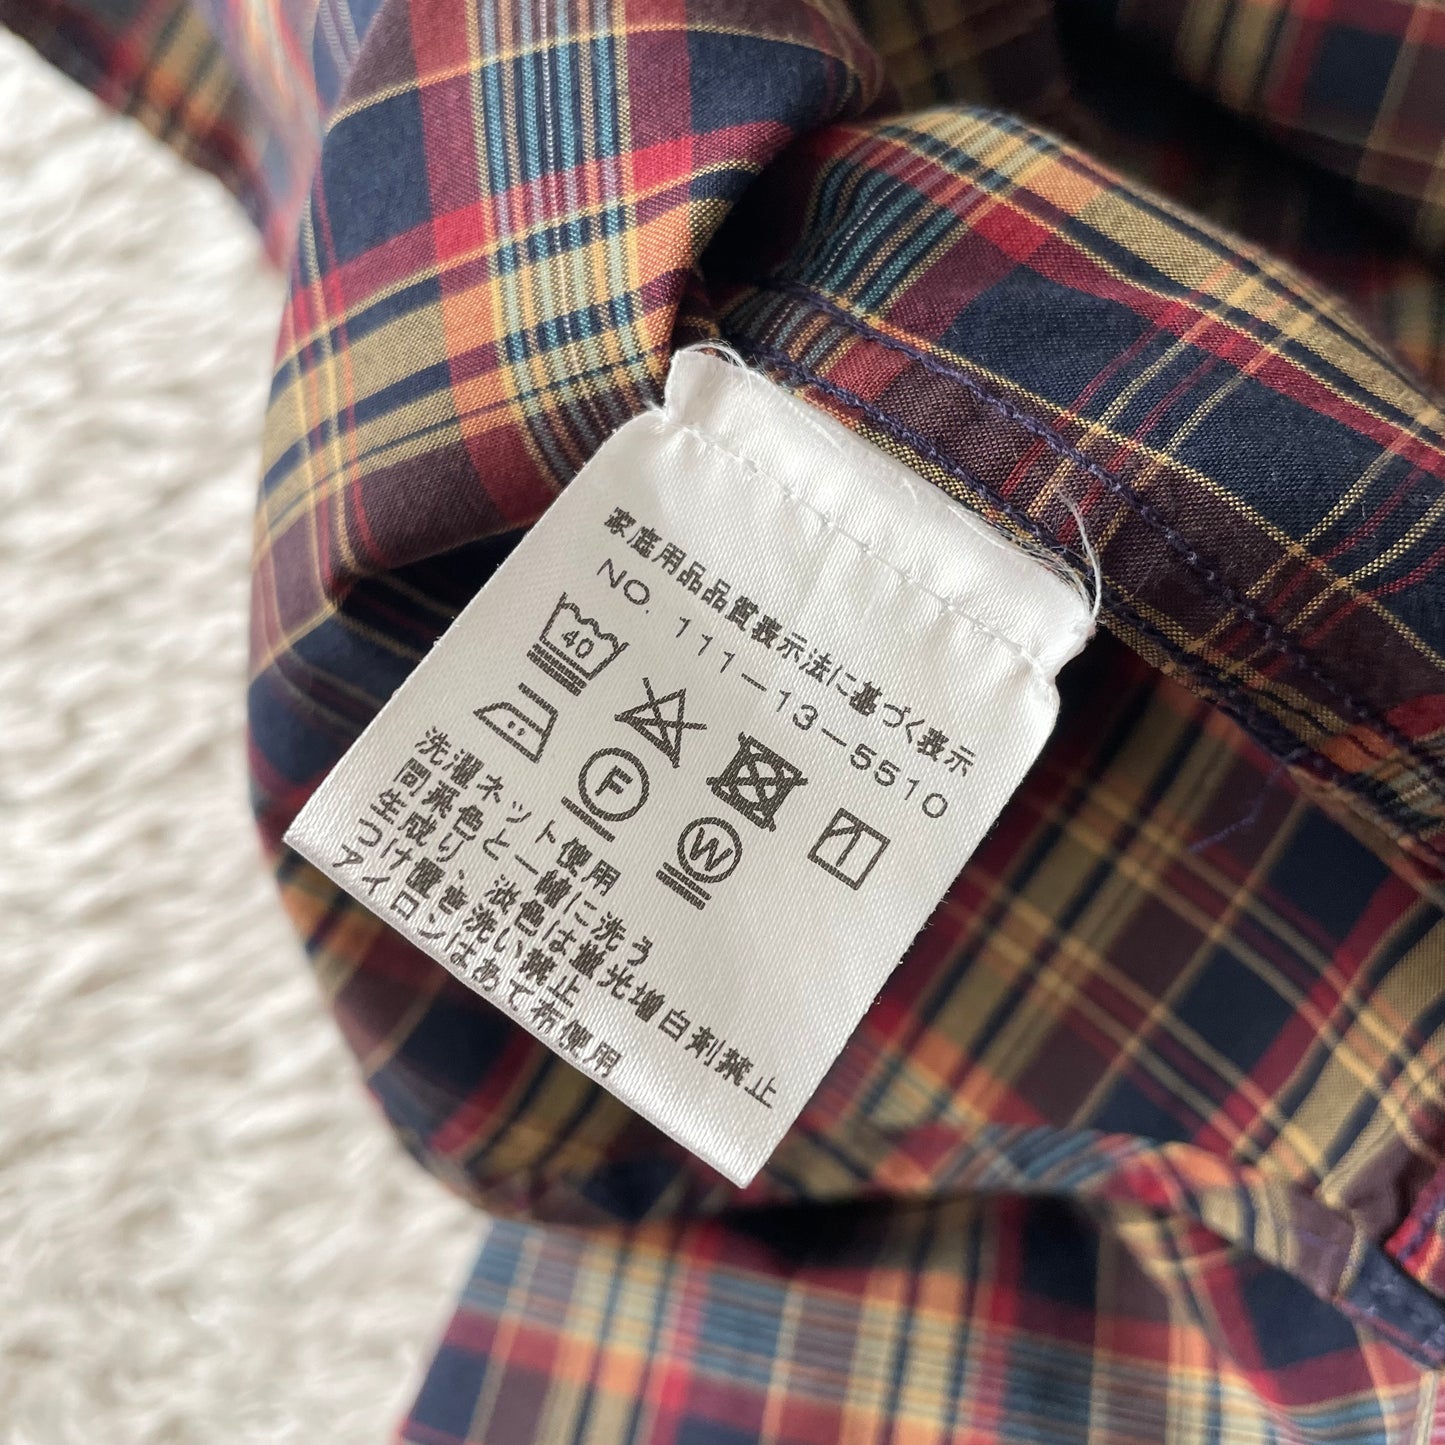 家庭用品品質表示法に基づく表示
NO. 111-13-5510
40
F
W
洗濯ネット使用
同系色と一緒に洗う
生成り、淡色は蛍光増白剤禁止
つけ置き洗い禁止
アイロンはあて布使用